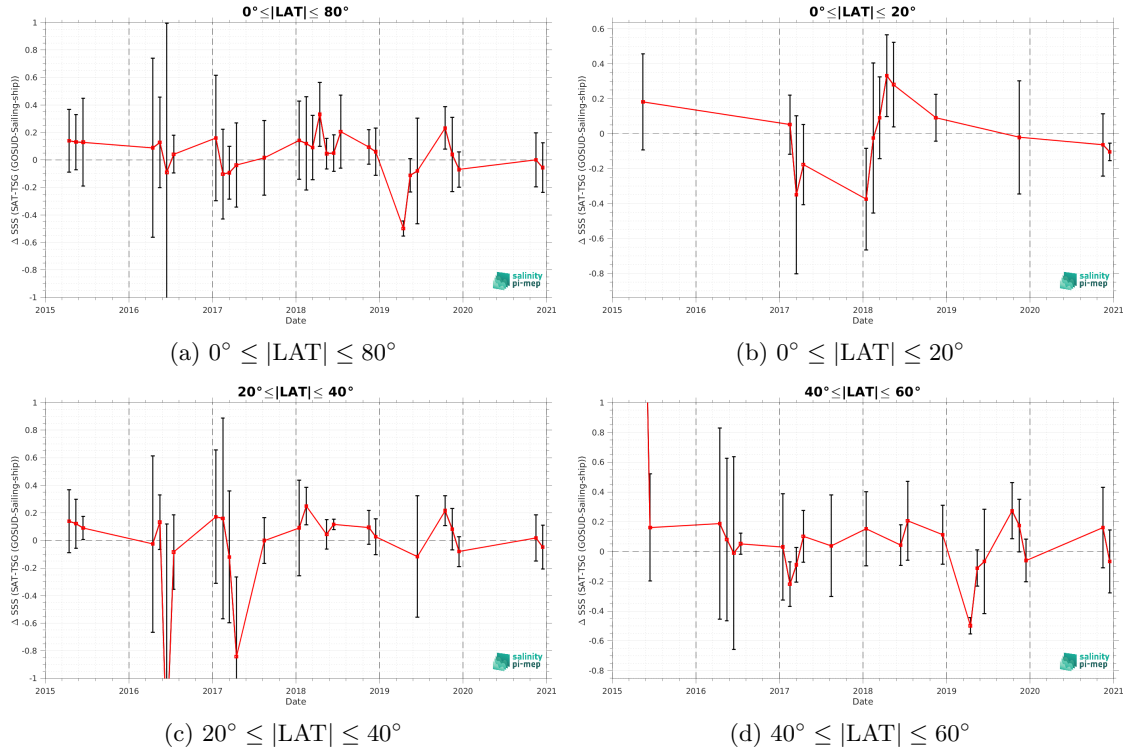 0°≤|LAT|≤ 80°
1
0.8
0.6
0.4
0.2
0
-0.2
-0.4
-0.6
-0.8
-1
Δ SSS (SAT-TSG (GOSUD-Sailing-ship))
2015 2016 2017 2018 2019 2020 2021
Date
salinity
pi-mep
(a) 0° ≤ |LAT| ≤ 80°
0°≤|LAT|≤ 20°
0.6
0.4
0.2
0
-0.2
-0.4
-0.6
-0.8
Δ SSS (SAT-TSG (GOSUD-Sailing-ship))
2015 2016 2017 2018 2019 2020 2021
Date
salinity
pi-mep
(b) 0° ≤ |LAT| ≤ 20°
20°≤|LAT|≤ 40°
1
0.8
0.6
0.4
0.2
0
-0.2
-0.4
-0.6
-0.8
-1
Δ SSS (SAT-TSG (GOSUD-Sailing-ship))
2015 2016 2017 2018 2019 2020 2021
Date
salinity
pi-mep
(c) 20° ≤ |LAT| ≤ 40°
40°≤|LAT|≤ 60°
1
0.8
0.6
0.4
0.2
0
-0.2
-0.4
-0.6
-0.8
Δ SSS (SAT-TSG (GOSUD-Sailing-ship))
2015 2016 2017 2018 2019 2020 2021
Date
salinity
pi-mep
(d) 40° ≤ |LAT| ≤ 60°